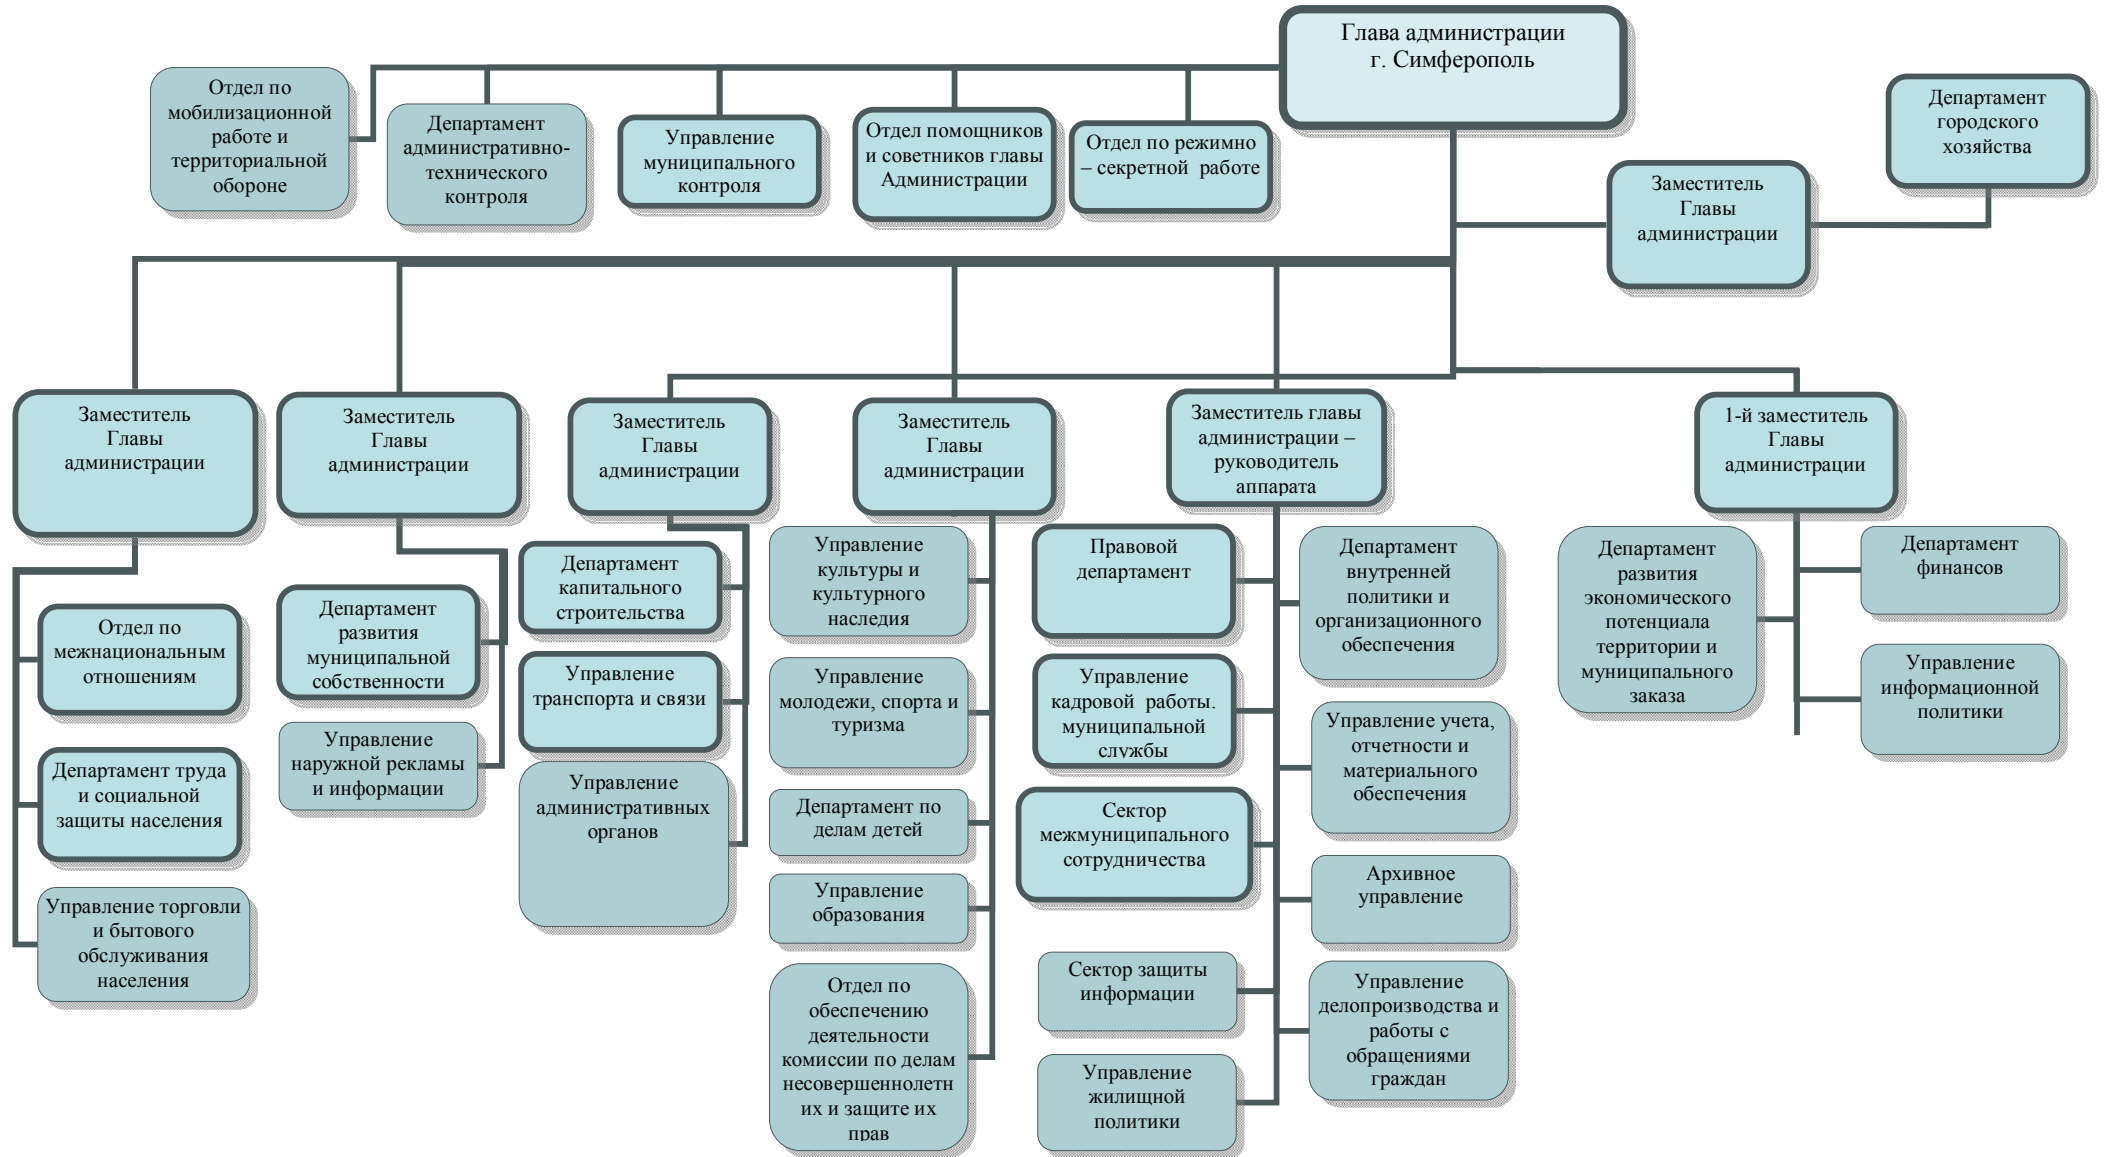 Глава администрации
г. Симферополь
Отдел по
мобилизационной
работе и
территориальной
обороне
Департамент
административно-
технического
контроля
Управление
муниципального
контроля
Отдел помощников
и советников главы
Администрации
Отдел по режимно
– секретной работе
Департамент
городского
хозяйства
Заместитель
Главы
администрации
Заместитель
Главы
администрации
Заместитель
Главы
администрации
Заместитель
Главы
администрации
Заместитель
Главы
администрации
Заместитель главы
администрации –
руководитель
аппарата
1-й заместитель
Главы
администрации
Отдел по
межнациональным
отношениям
Департамент труда
и социальной
защиты населения
Управление торговли
и бытового
обслуживания
населения
Департамент
развития
муниципальной
собственности
Управление
наружной рекламы
и информации
Департамент
капитального
строительства
Управление
транспорта и связи
Управление
административных
органов
Управление
культуры и
культурного
наследия
Управление
молодежи, спорта и
туризма
Департамент по
делам детей
Управление
образования
Отдел по
обеспечению
деятельности
комиссии по делам
несовершеннолетн
их и защите их
прав
Правовой
департамент
Управление
кадровой работы.
муниципальной
службы
Сектор
межмуниципального
сотрудничества
Сектор защиты
информации
Управление
жилищной
политики
Департамент
внутренней
политики и
организационного
обеспечения
Управление учета,
отчетности и
материального
обеспечения
Архивное
управление
Управление
делопроизводства и
работы с
обращениями
граждан
Департамент
развития
экономического
потенциала
территории и
муниципального
заказа
Департамент
финансов
Управление
информационной
политики